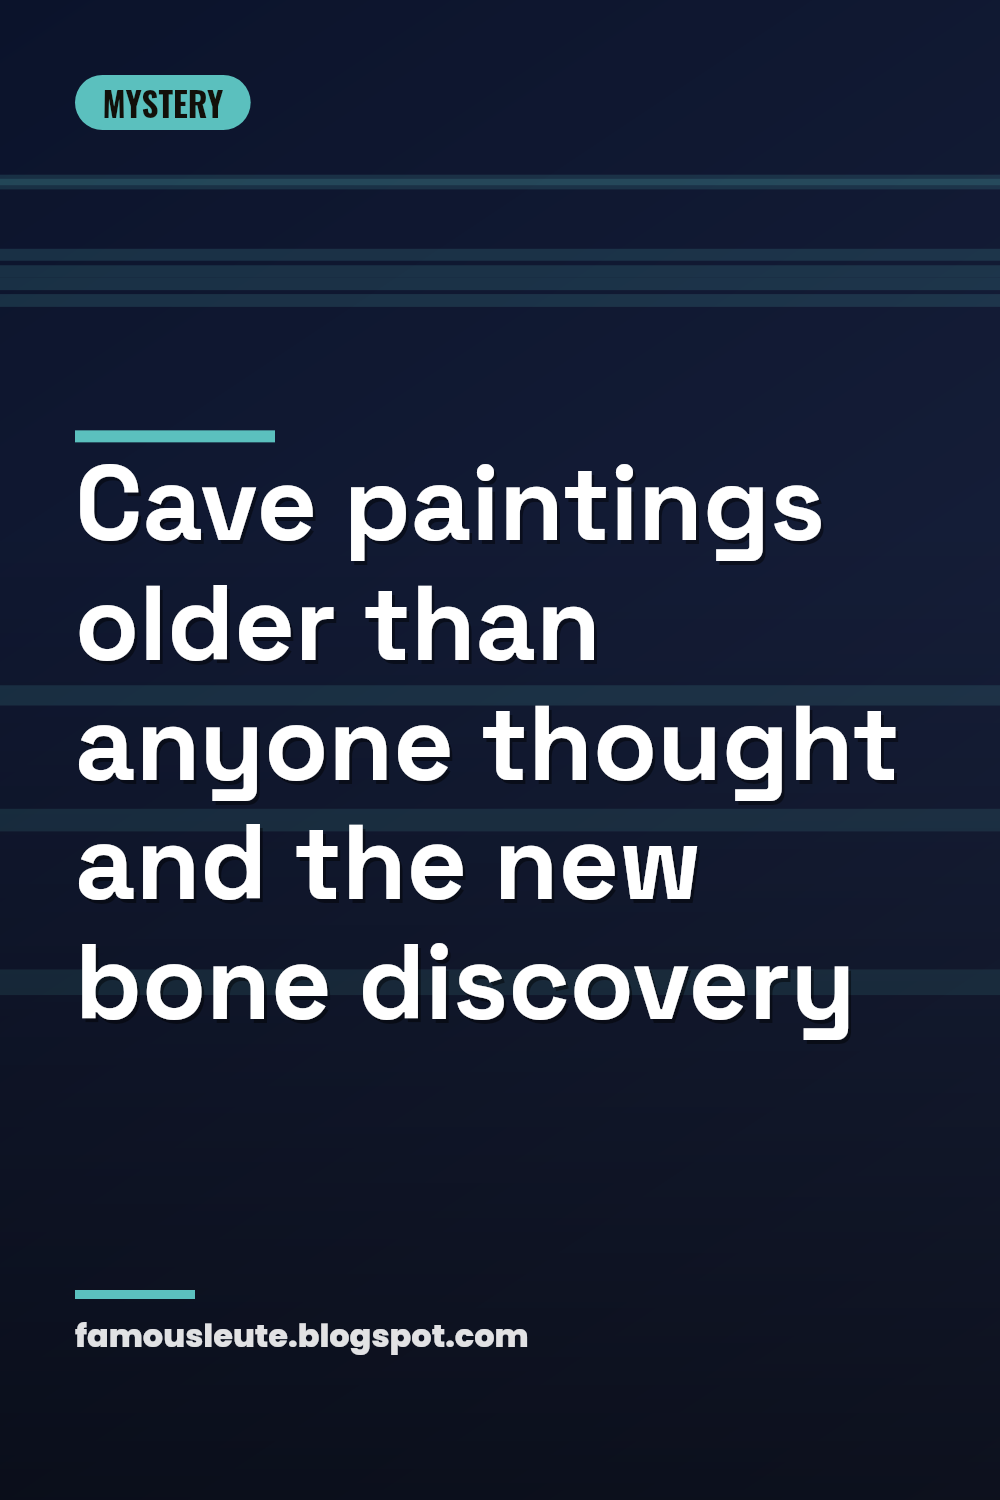 MYSTERY
Cave paintings
older than
anyone thought
and the new
bone discovery
famousleute.blogspot.com